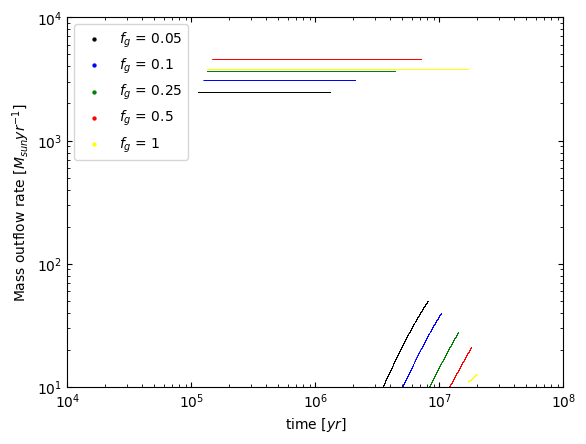 10^4
10^3
10^2
10^1
Mass outflow rate [M_sun yr^−1]
f_g = 0.05
f_g = 0.1
f_g = 0.25
f_g = 0.5
f_g = 1
10^4 10^5 10^6 10^7 10^8
time [yr]